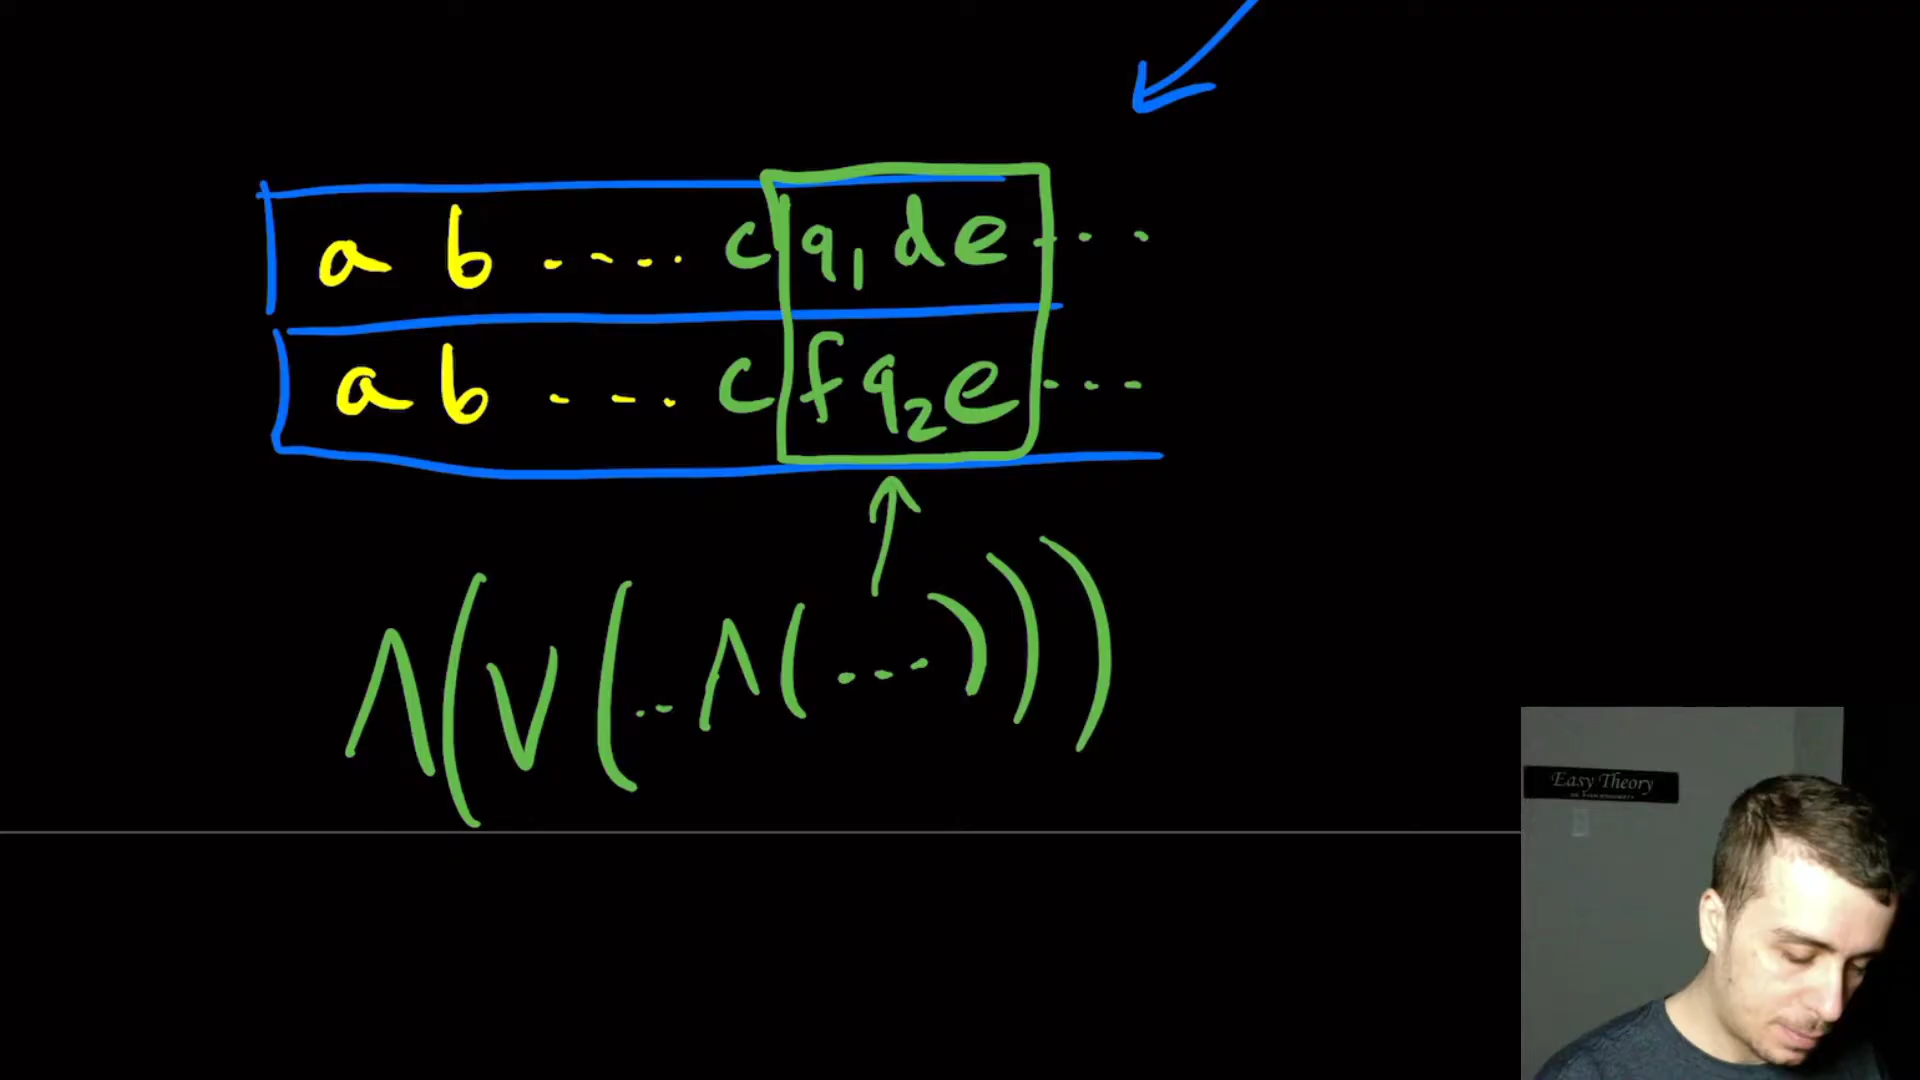 a b .... c q₁ d e ...
a b .... c f q₂ e ...
∧(∨(..∧(...)))
Easy Theory